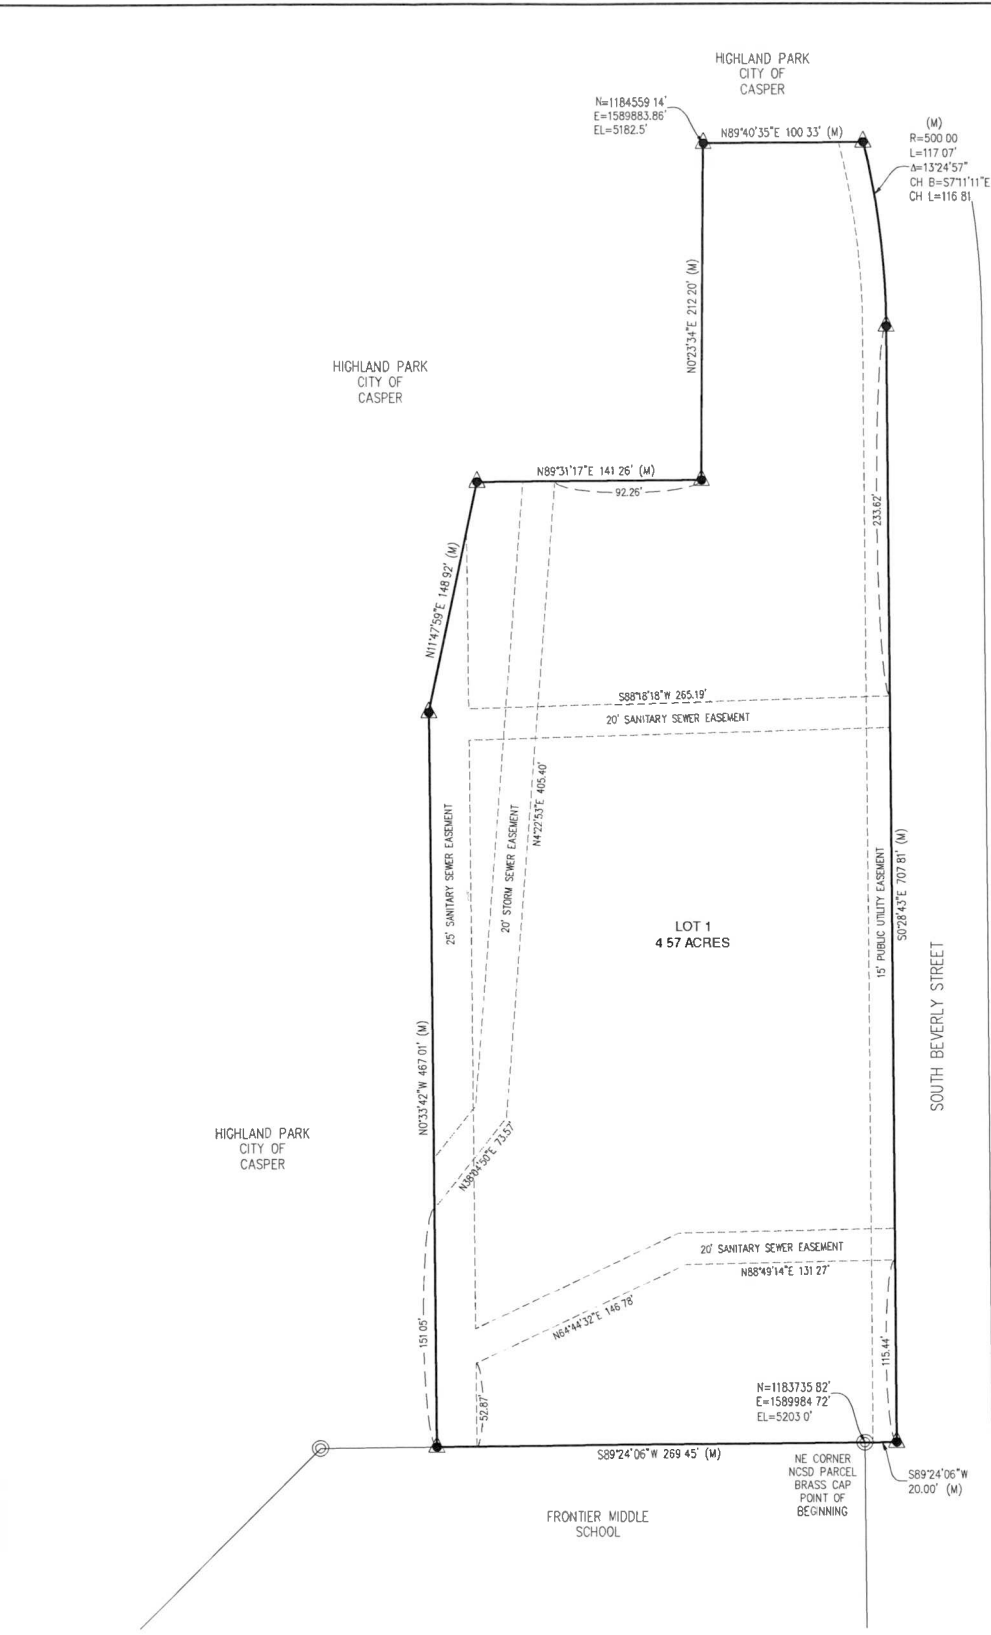 HIGHLAND PARK
CITY OF
CASPER
N=1184559 14'
E=1589883.86'
EL=5182.5'
N89°40'35"E 100 33' (M)
(M)
R=500 00
L=117 07'
Δ=13°24'57"
CH B=S7°11'11"E
CH L=116 81
N0°23'34"E 212 20' (M)
HIGHLAND PARK
CITY OF
CASPER
N89°31'17"E 141 26' (M)
92.26'
233.62'
N11°47'59"E 148 92' (M)
S88°18'18"W 265.19'
20' SANITARY SEWER EASEMENT
N4°22'53"E 405.40'
25' SANITARY SEWER EASEMENT
20' STORM SEWER EASEMENT
LOT 1
4 57 ACRES
15' PUBLIC UTILITY EASEMENT
S0°28'43"E 707 81' (M)
SOUTH BEVERLY STREET
N0°33'42"W 467 01' (M)
HIGHLAND PARK
CITY OF
CASPER
N38°04'50"E 73.57'
20' SANITARY SEWER EASEMENT
N88°49'14"E 131 27'
N64°44'32"E 146 78'
151 05'
115.44'
52.87'
N=1183735 82'
E=1589984 72'
EL=5203 0'
S89°24'06"W 269 45' (M)
NE CORNER
NCSD PARCEL
BRASS CAP
POINT OF
BEGINNING
S89°24'06"W
20.00' (M)
FRONTIER MIDDLE
SCHOOL